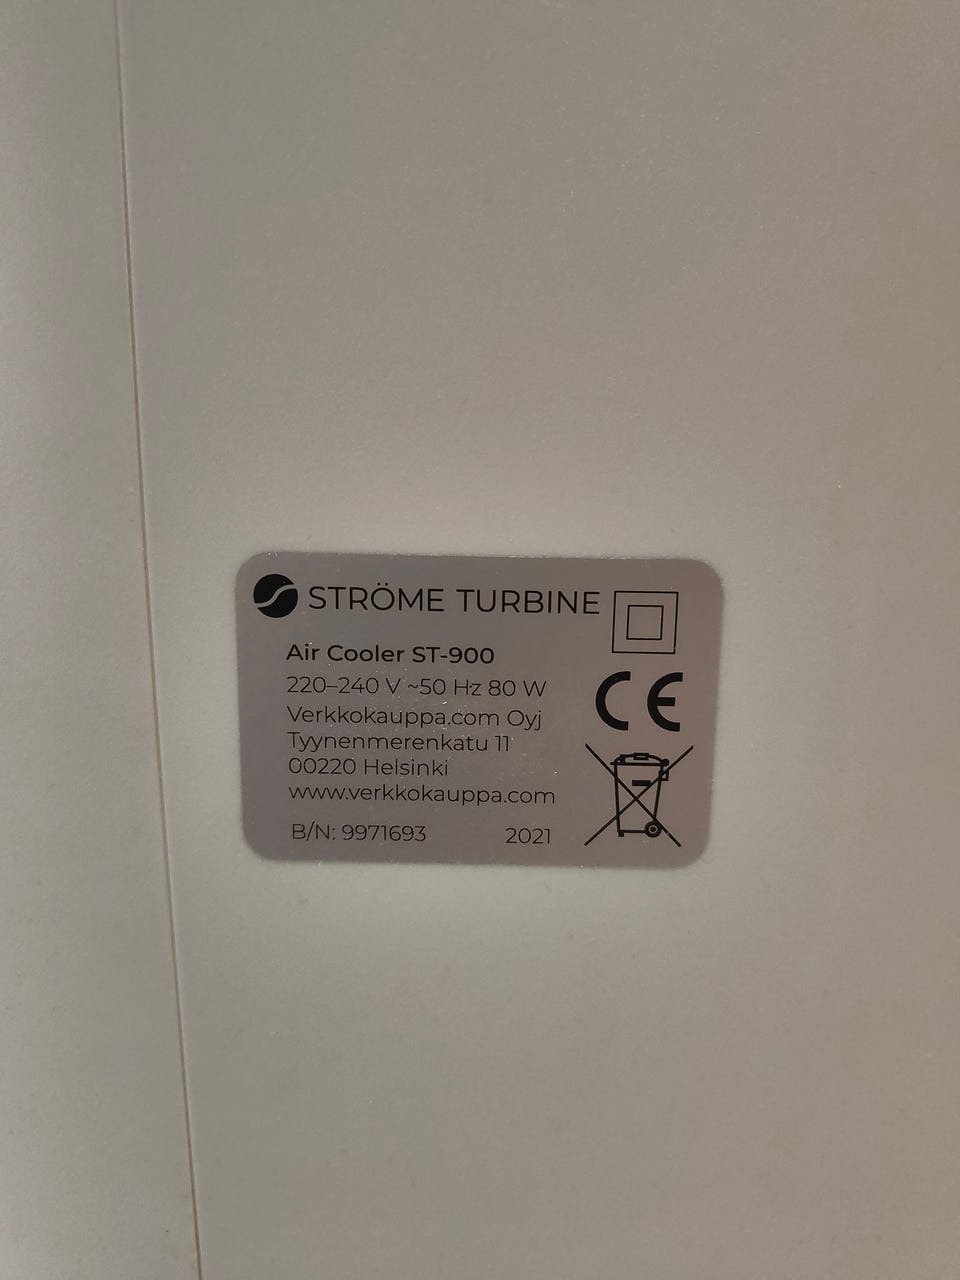 STRÖME TURBINE
Air Cooler ST-900
220–240 V ~50 Hz 80 W
Verkkokauppa.com Oyj
Tyynenmerenkatu 11
00220 Helsinki
www.verkkokauppa.com
B/N: 9971693 2021
CE